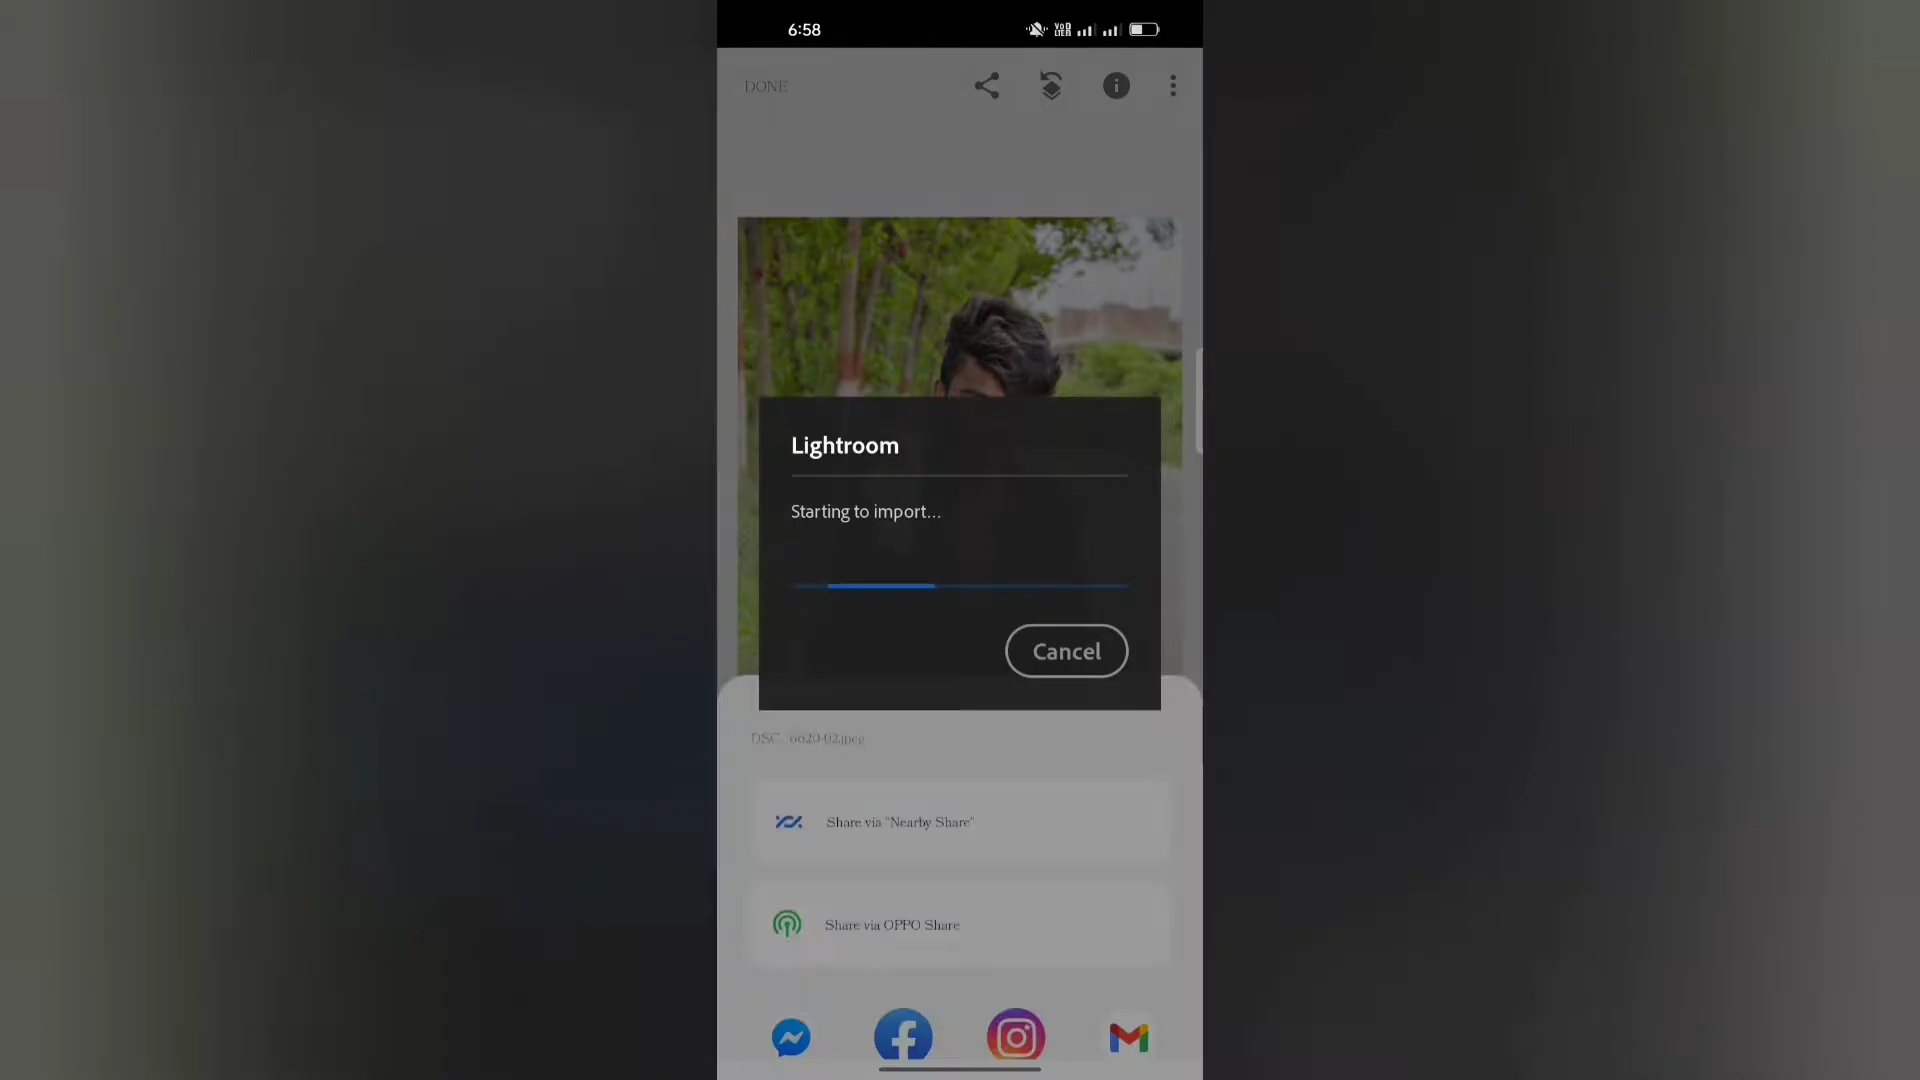 6:58
DONE
Lightroom
Starting to import...
Cancel
Share via "Nearby Share"
Share via OPPO Share